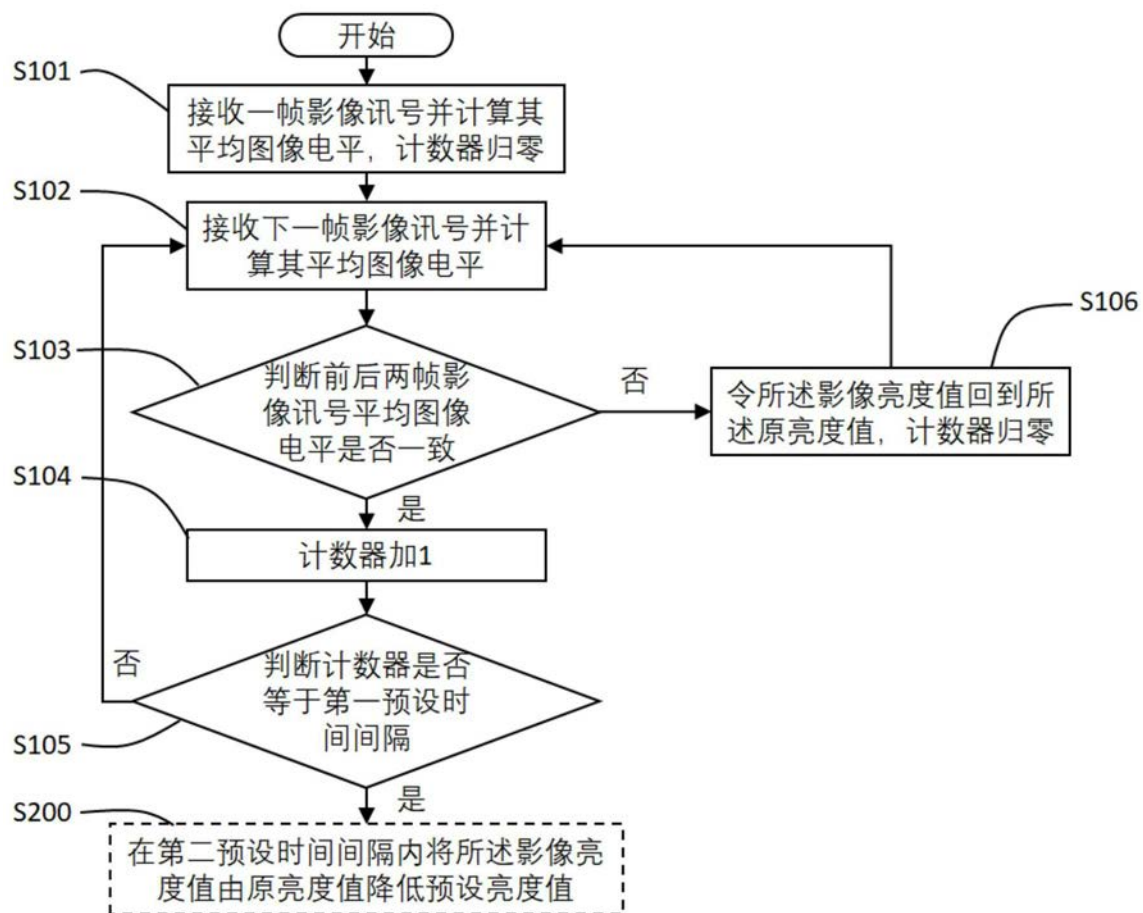 开始
S101
接收一帧影像讯号并计算其
平均图像电平，计数器归零
S102
接收下一帧影像讯号并计
算其平均图像电平
S106
S103
判断前后两帧影
像讯号平均图像
电平是否一致
否
令所述影像亮度值回到所
述原亮度值，计数器归零
S104
是
计数器加1
否
判断计数器是否
等于第一预设时
间间隔
S105
是
S200
在第二预设时间间隔内将所述影像亮
度值由原亮度值降低预设亮度值